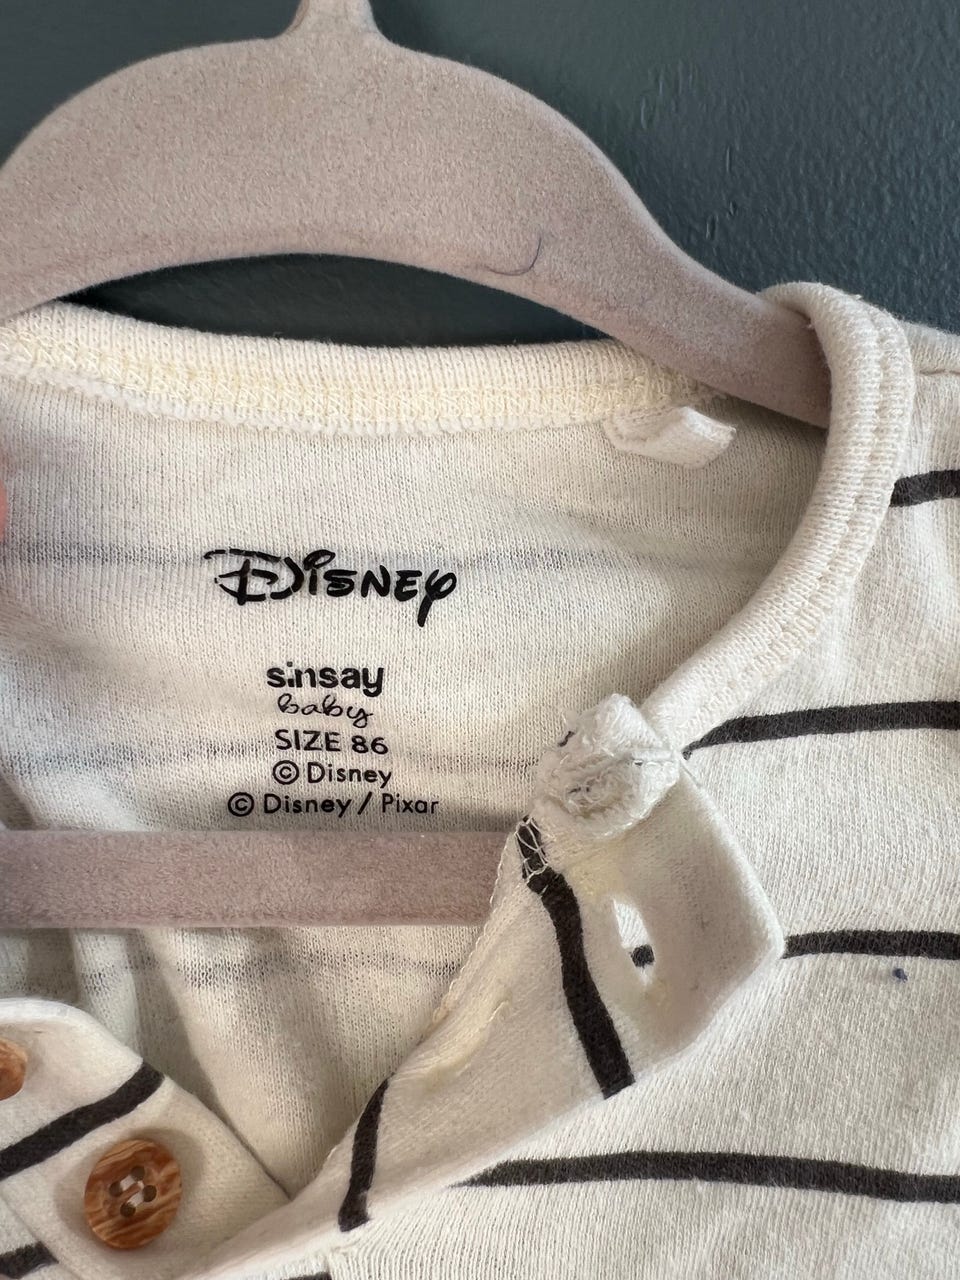 Disney
sinsay
baby
SIZE 86
© Disney
© Disney / Pixar